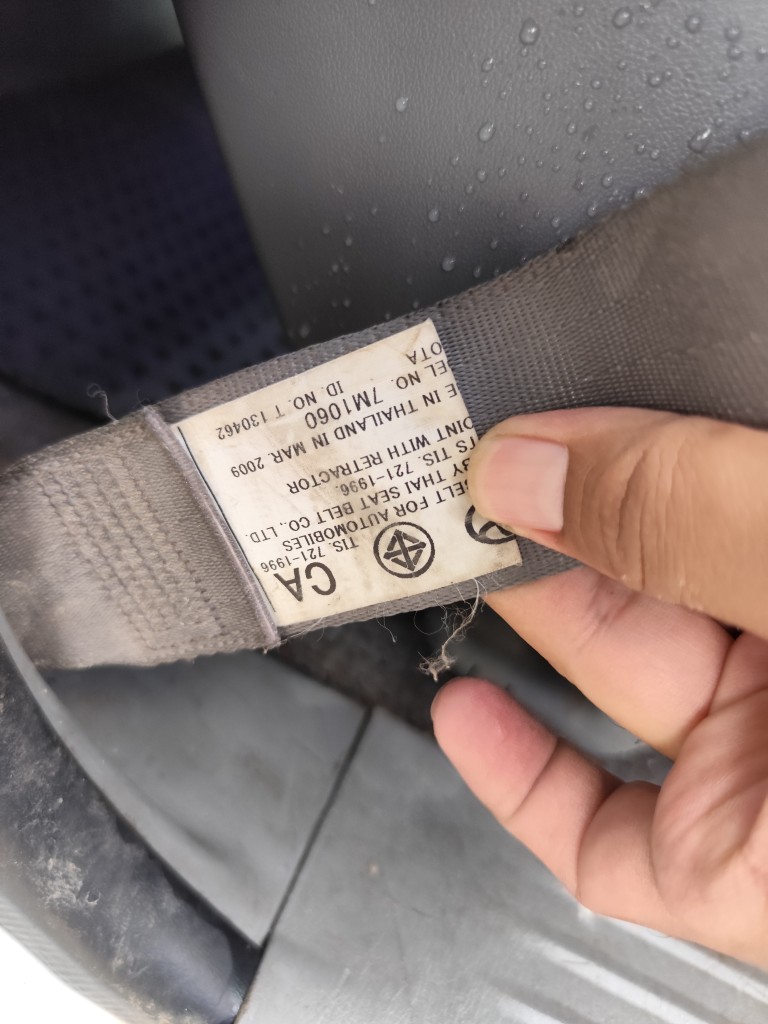 CA
TIS. 721-1996
BELT FOR AUTOMOBILES
BY THAI SEAT BELT CO., LTD.
TS TIS. 721-1996.
OINT WITH RETRACTOR
E IN THAILAND IN MAR. 2009
EL NO. 7M1060
OTA ID. NO. T 130462